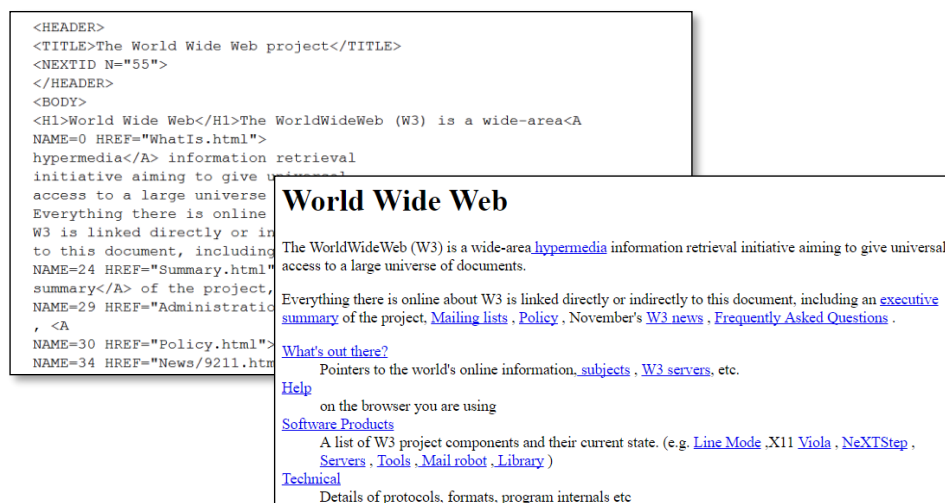 <HEADER>
<TITLE>The World Wide Web project</TITLE>
<NEXTID N="55">
</HEADER>
<BODY>
<H1>World Wide Web</H1>The WorldWideWeb (W3) is a wide-area<A
NAME=0 HREF="WhatIs.html">
hypermedia</A> information retrieval
initiative aiming to give
access to a large universe
Everything there is online
W3 is linked directly or
to this document, including
NAME=24 HREF="Summary.html"
summary</A> of the project,
NAME=29
, <A
NAME=30 HREF="Policy.html">
NAME=34
World Wide Web
The WorldWideWeb (W3) is a wide-area hypermedia information retrieval initiative aiming to give universal
access to a large universe of documents.
Everything there is online about W3 is linked directly or indirectly to this document, including an executive
summary of the project, Mailing lists , Policy , November's W3 news , Frequently Asked Questions .
What's out there?
Pointers to the world's online information, subjects , W3 servers, etc.
Help
on the browser you are using
Software Products
A list of W3 project components and their current state. (e.g. Line Mode ,X11 Viola , NeXTStep ,
Servers , Tools , Mail robot , Library )
Technical
Details of protocols, formats, program internals etc